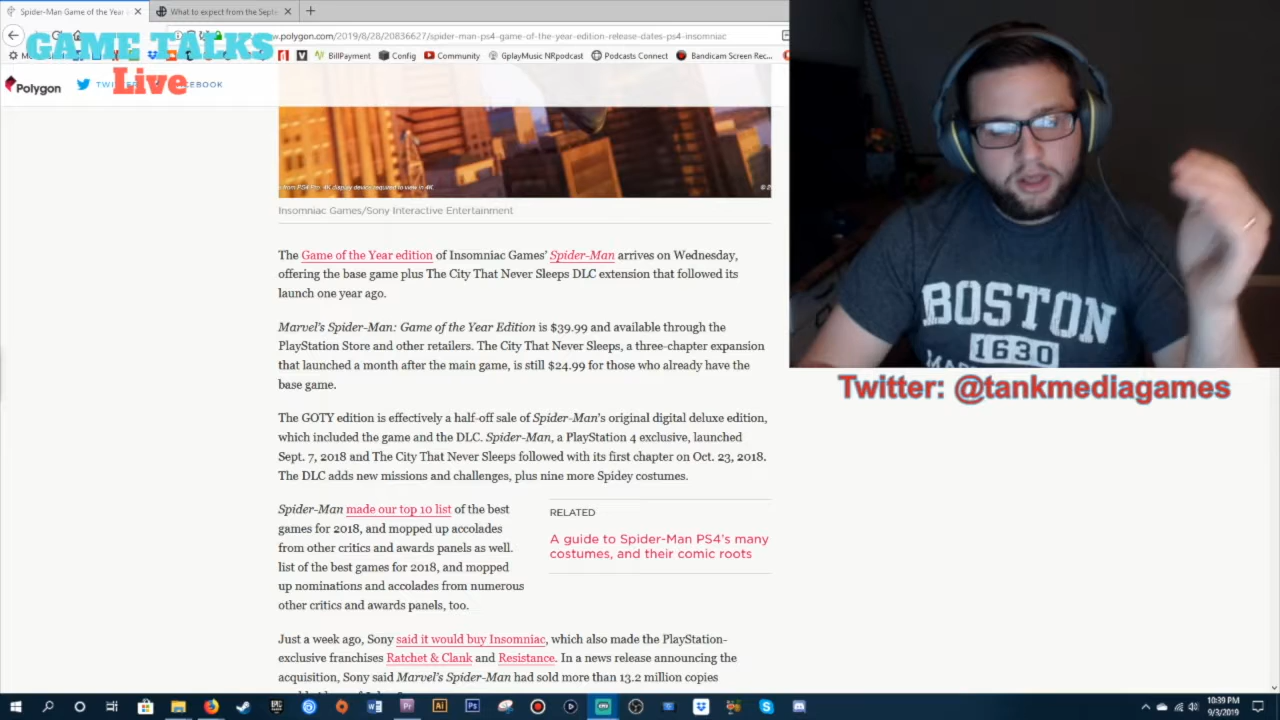 Spider-Man Game of the Year
What to expect from the Sept
GAME TALKS
Live
w.polygon.com/2019/8/28/20836627/spider-man-ps4-game-of-the-year-edition-release-dates-ps4-insomniac
BillPayment
Config
Community
GplayMusic NRpodcast
Podcasts Connect
Bandicam Screen Rec...
Polygon
TWITTER
FACEBOOK
from PS4 Pro. 4K display device required to view in 4K.
Insomniac Games/Sony Interactive Entertainment
The Game of the Year edition of Insomniac Games' Spider-Man arrives on Wednesday,
offering the base game plus The City That Never Sleeps DLC extension that followed its
launch one year ago.
Marvel's Spider-Man: Game of the Year Edition is $39.99 and available through the
PlayStation Store and other retailers. The City That Never Sleeps, a three-chapter expansion
that launched a month after the main game, is still $24.99 for those who already have the
base game.
The GOTY edition is effectively a half-off sale of Spider-Man's original digital deluxe edition,
which included the game and the DLC. Spider-Man, a PlayStation 4 exclusive, launched
Sept. 7, 2018 and The City That Never Sleeps followed with its first chapter on Oct. 23, 2018.
The DLC adds new missions and challenges, plus nine more Spidey costumes.
Spider-Man made our top 10 list of the best
games for 2018, and mopped up accolades
from other critics and awards panels as well.
list of the best games for 2018, and mopped
up nominations and accolades from numerous
other critics and awards panels, too.
RELATED
A guide to Spider-Man PS4's many
costumes, and their comic roots
Just a week ago, Sony said it would buy Insomniac, which also made the PlayStation-
exclusive franchises Ratchet & Clank and Resistance. In a news release announcing the
acquisition, Sony said Marvel's Spider-Man had sold more than 13.2 million copies
BOSTON
1630
Twitter: @tankmediagames
10:39 PM
9/3/2019